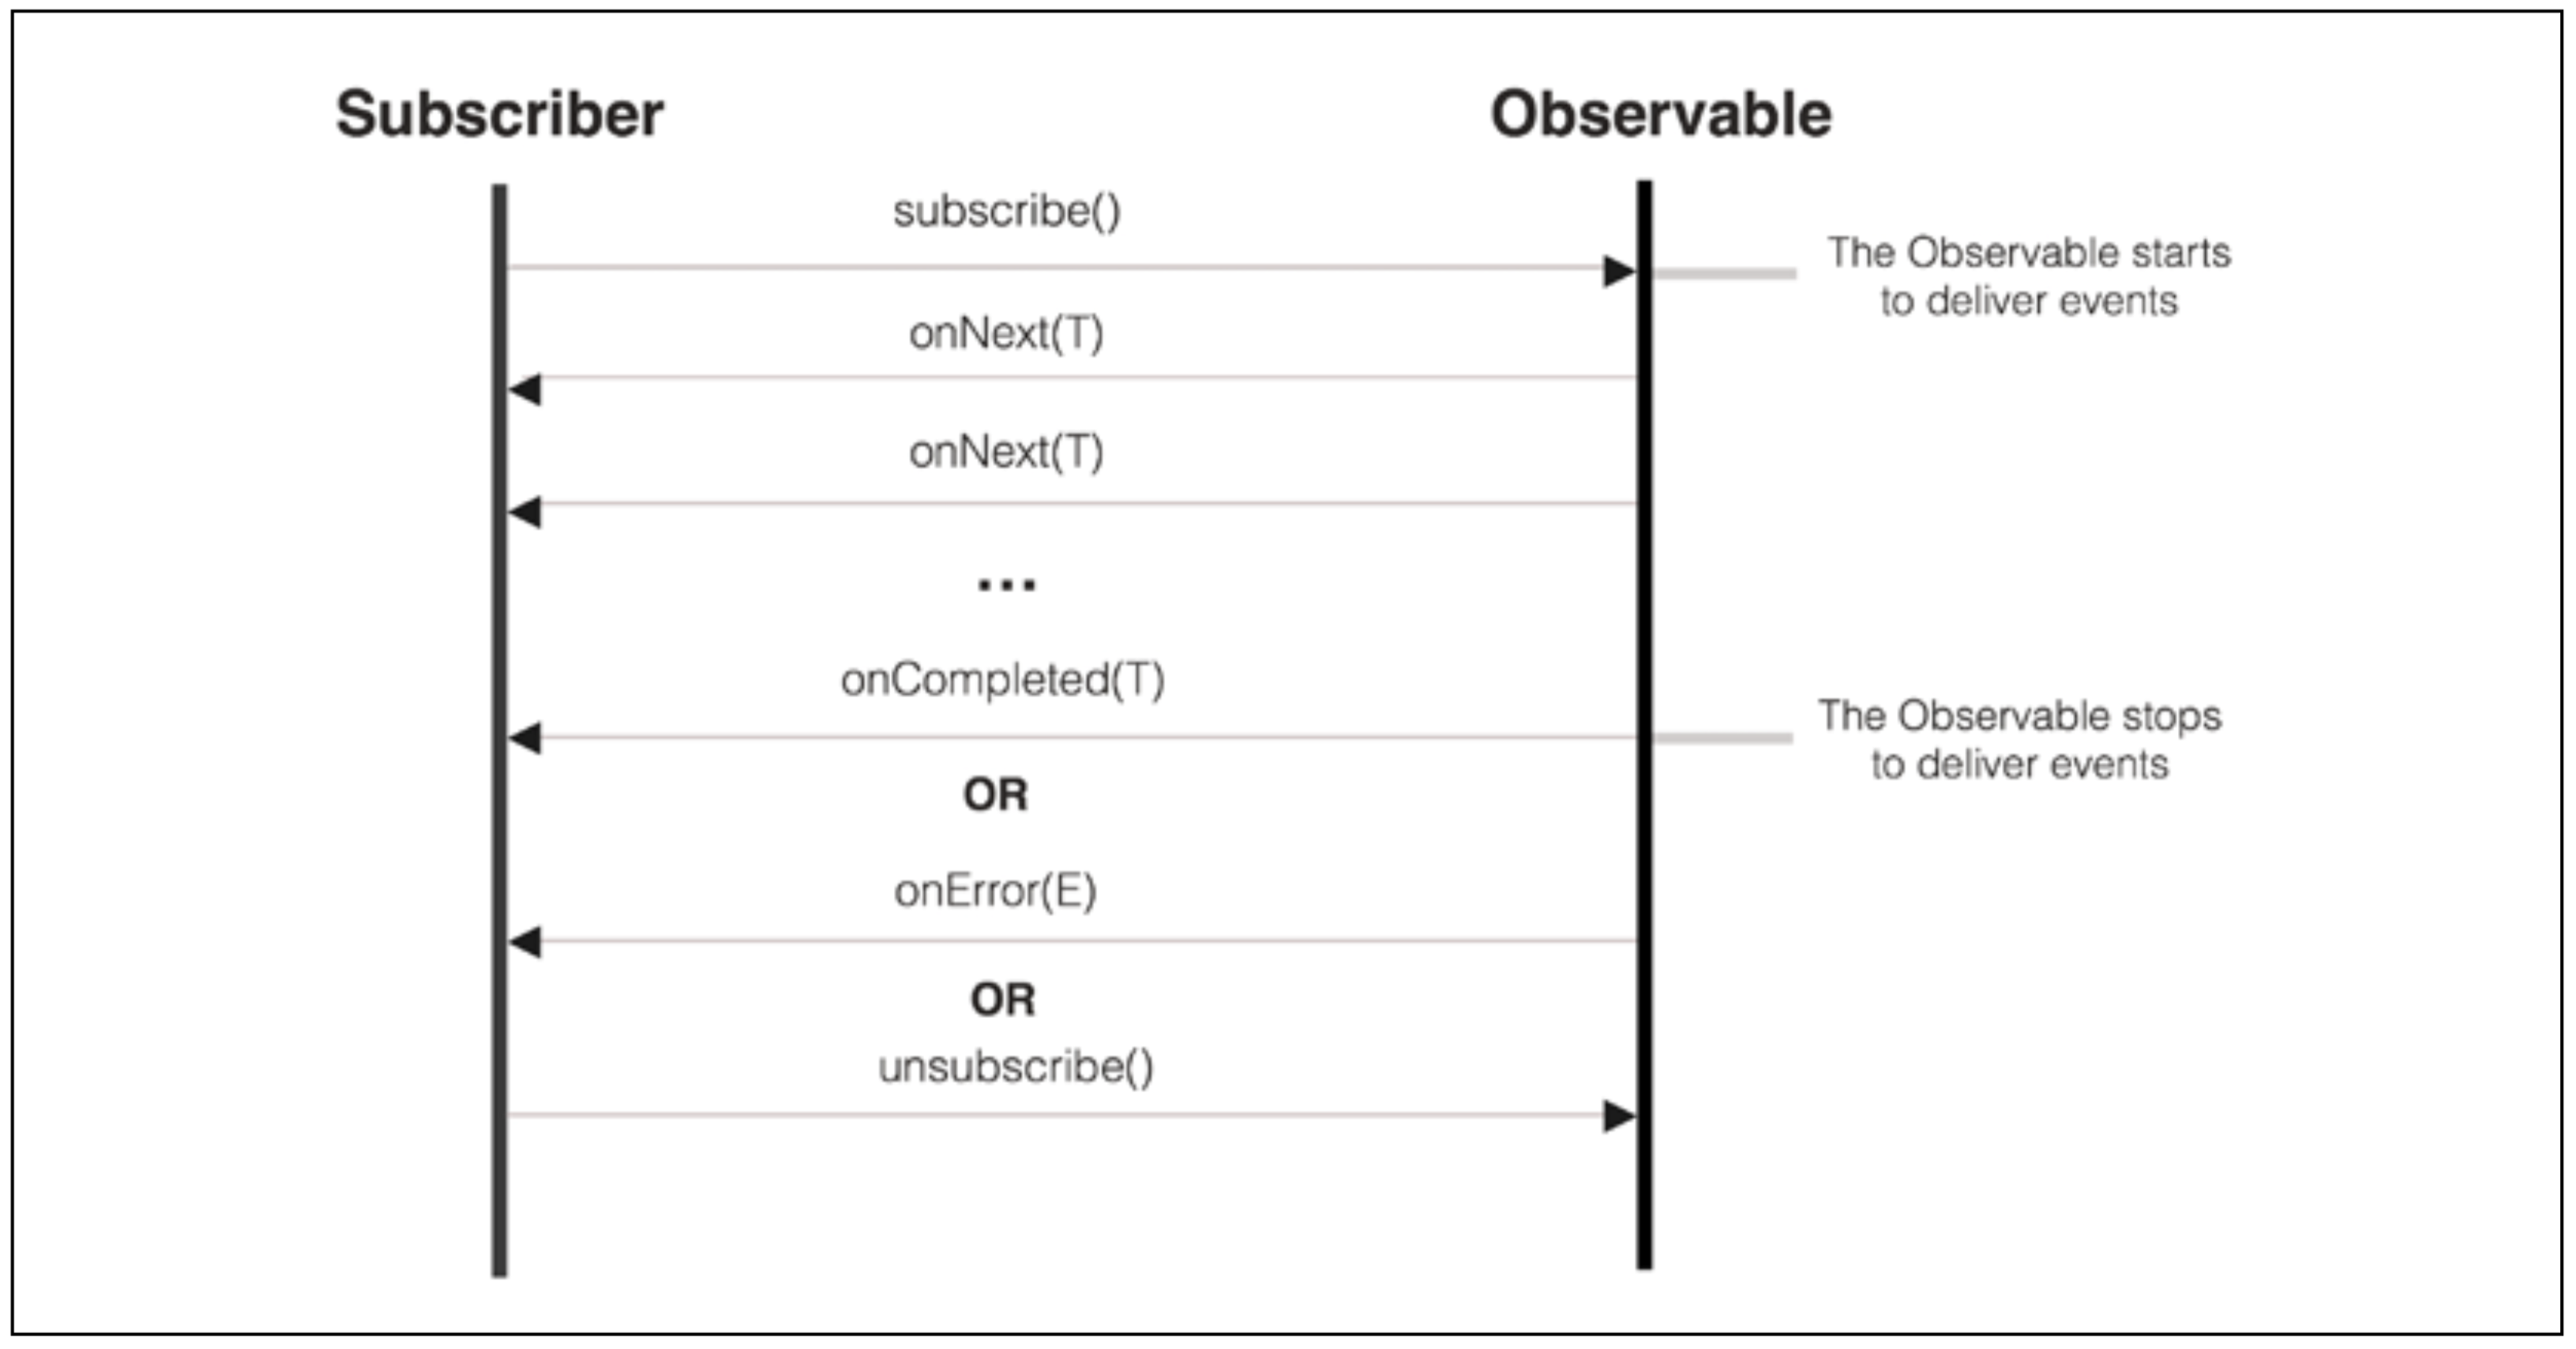 Subscriber
Observable
subscribe()
The Observable starts
to deliver events
onNext(T)
onNext(T)
...
onCompleted(T)
The Observable stops
to deliver events
OR
onError(E)
OR
unsubscribe()